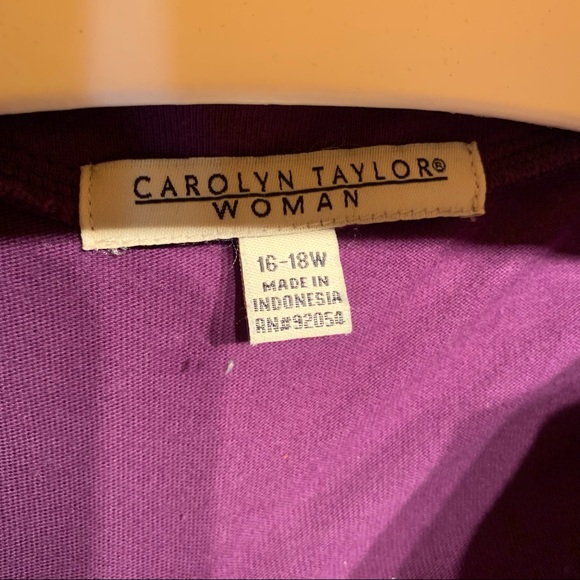 CAROLYN TAYLOR®
WOMAN
16-18W
MADE IN
INDONESIA
RN#92054